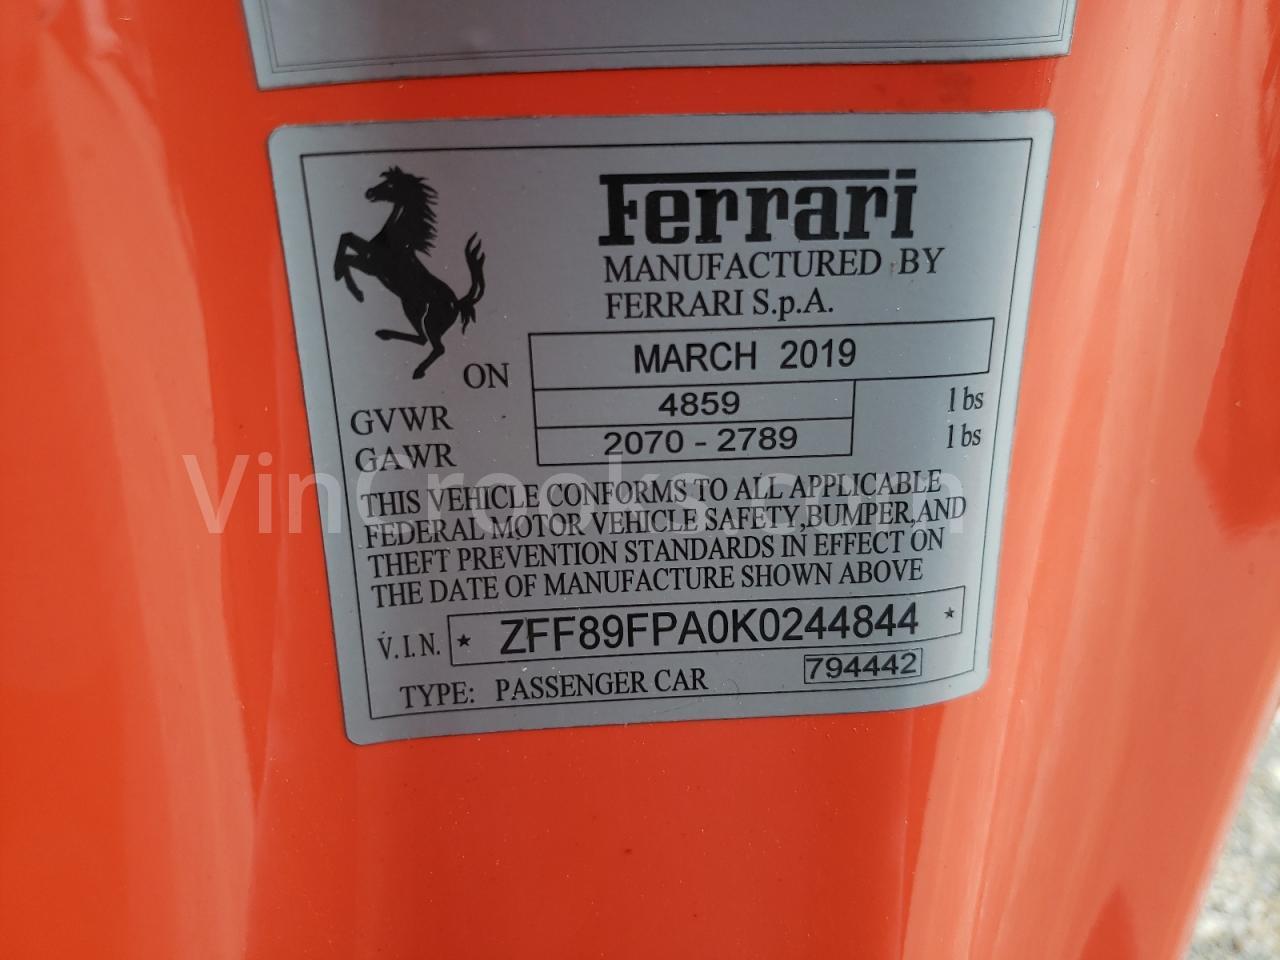 Ferrari
MANUFACTURED BY
FERRARI S.p.A.
ON MARCH 2019
GVWR 4859 lbs
GAWR 2070 - 2789 lbs
VinCrooks.com
THIS VEHICLE CONFORMS TO ALL APPLICABLE
FEDERAL MOTOR VEHICLE SAFETY,BUMPER,AND
THEFT PREVENTION STANDARDS IN EFFECT ON
THE DATE OF MANUFACTURE SHOWN ABOVE
V.I.N. * ZFF89FPA0K0244844 *
TYPE: PASSENGER CAR 794442